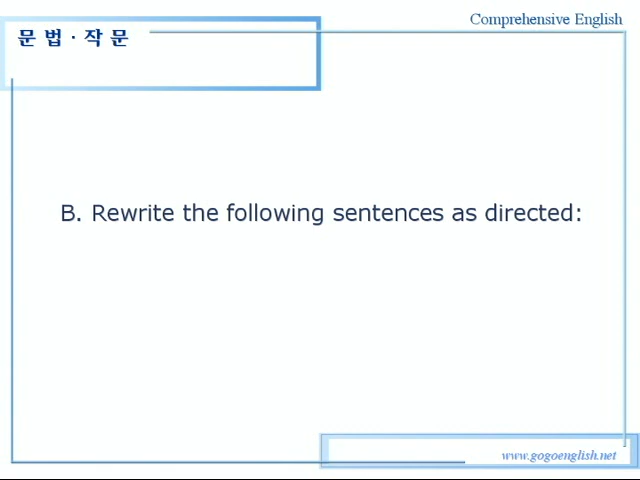 Comprehensive English
문 법 · 작 문
B. Rewrite the following sentences as directed:
www.gogoenglish.net